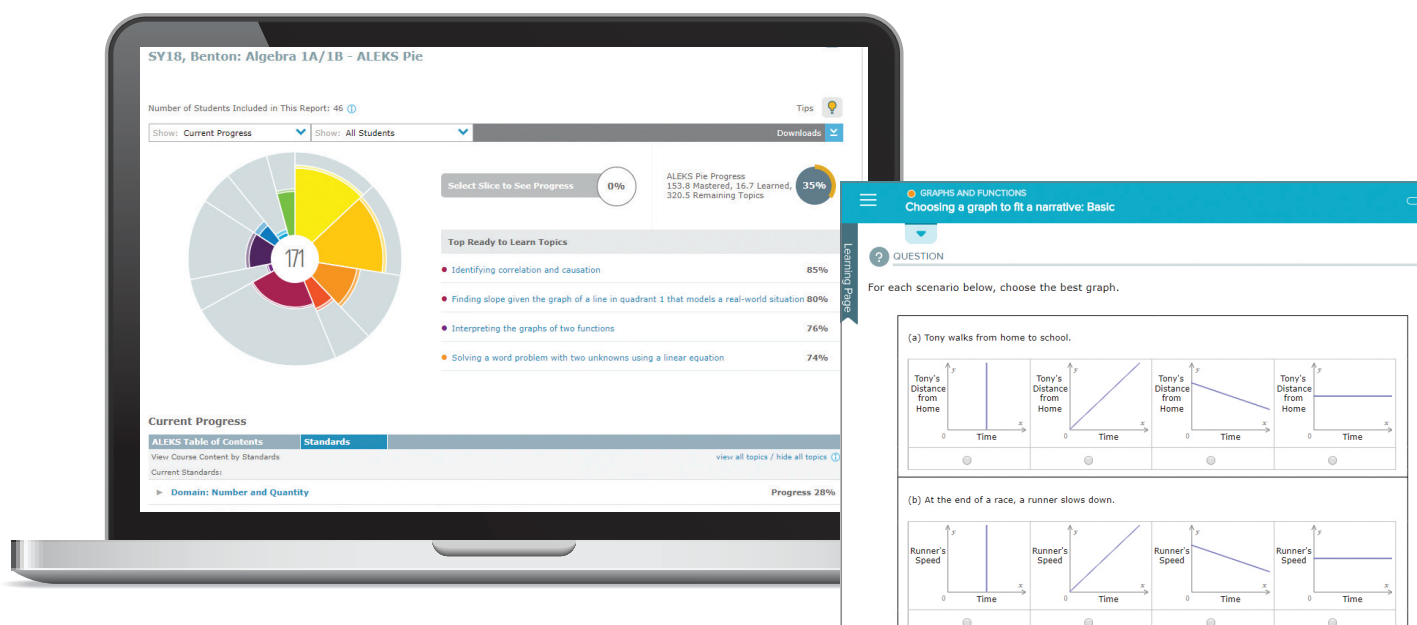 SY18, Benton: Algebra 1A/1B - ALEKS Pie
Number of Students Included in This Report: 46
Tips
Show: Current Progress
Show: All Students
Downloads
171
Select Slice to See Progress
0%
ALEKS Pie Progress
153.8 Mastered, 16.7 Learned,
320.5 Remaining Topics
35%
Top Ready to Learn Topics
Identifying correlation and causation 85%
Finding slope given the graph of a line in quadrant 1 that models a real-world situation 80%
Interpreting the graphs of two functions 76%
Solving a word problem with two unknowns using a linear equation 74%
Current Progress
ALEKS Table of Contents
Standards
View Course Content by Standards
view all topics / hide all topics
Current Standards:
Domain: Number and Quantity
Progress 28%
GRAPHS AND FUNCTIONS
Choosing a graph to fit a narrative: Basic
Learning Page
? QUESTION
For each scenario below, choose the best graph.
(a) Tony walks from home to school.
Tony's
Distance
from
Home
y
x
0
Time
Tony's
Distance
from
Home
y
x
0
Time
Tony's
Distance
from
Home
y
x
0
Time
Tony's
Distance
from
Home
y
x
0
Time
(b) At the end of a race, a runner slows down.
Runner's
Speed
y
x
0
Time
Runner's
Speed
y
x
0
Time
Runner's
Speed
y
x
0
Time
Runner's
Speed
y
x
0
Time